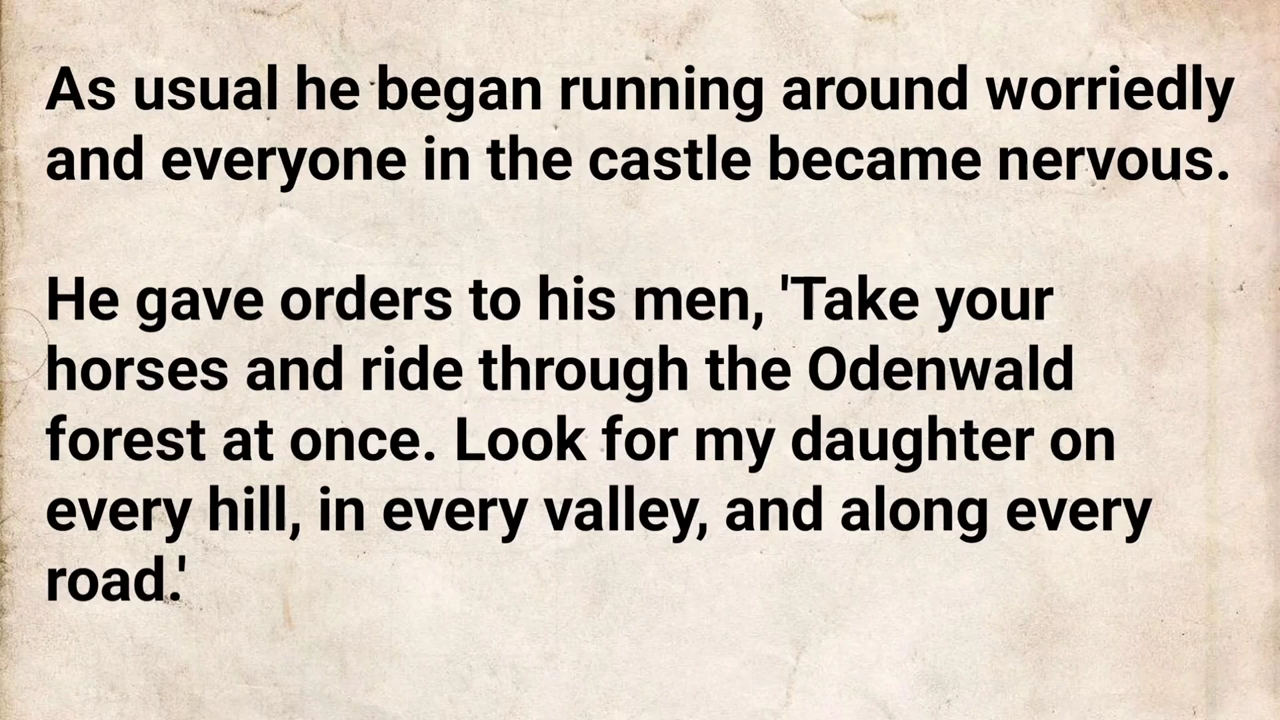 As usual he began running around worriedly
and everyone in the castle became nervous.
He gave orders to his men, 'Take your
horses and ride through the Odenwald
forest at once. Look for my daughter on
every hill, in every valley, and along every
road.'